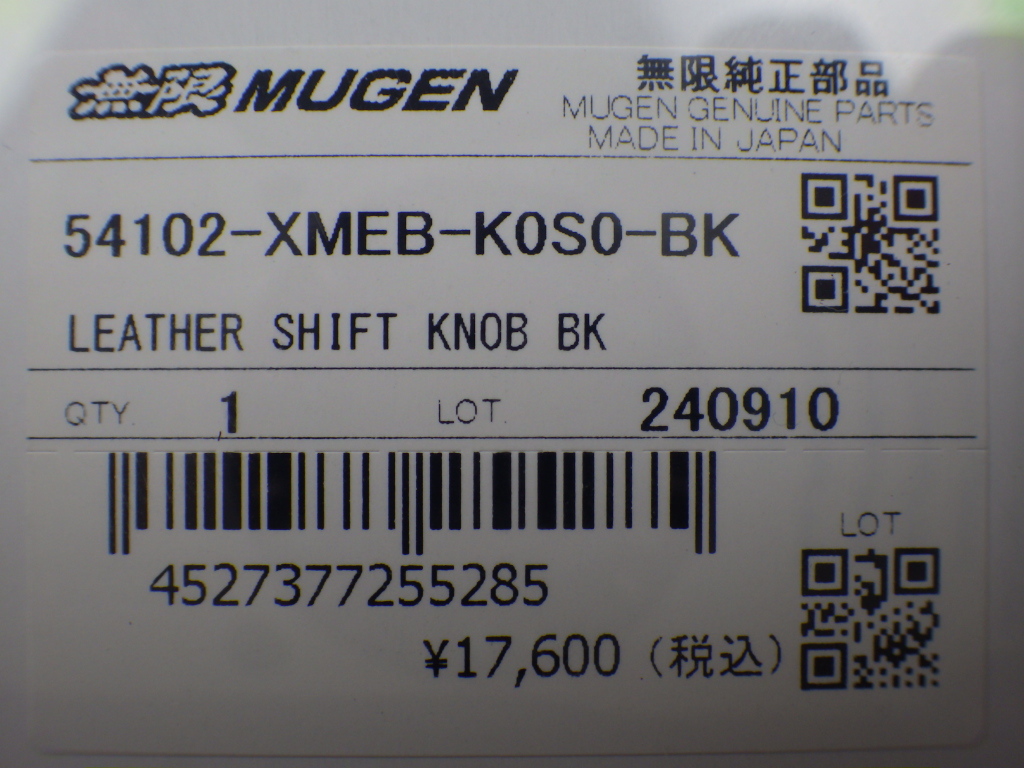 無限 MUGEN
無限純正部品
MUGEN GENUINE PARTS
MADE IN JAPAN
54102-XMEB-K0S0-BK
LEATHER SHIFT KNOB BK
QTY. 1 LOT. 240910
4527377255285
LOT
¥17,600（税込）